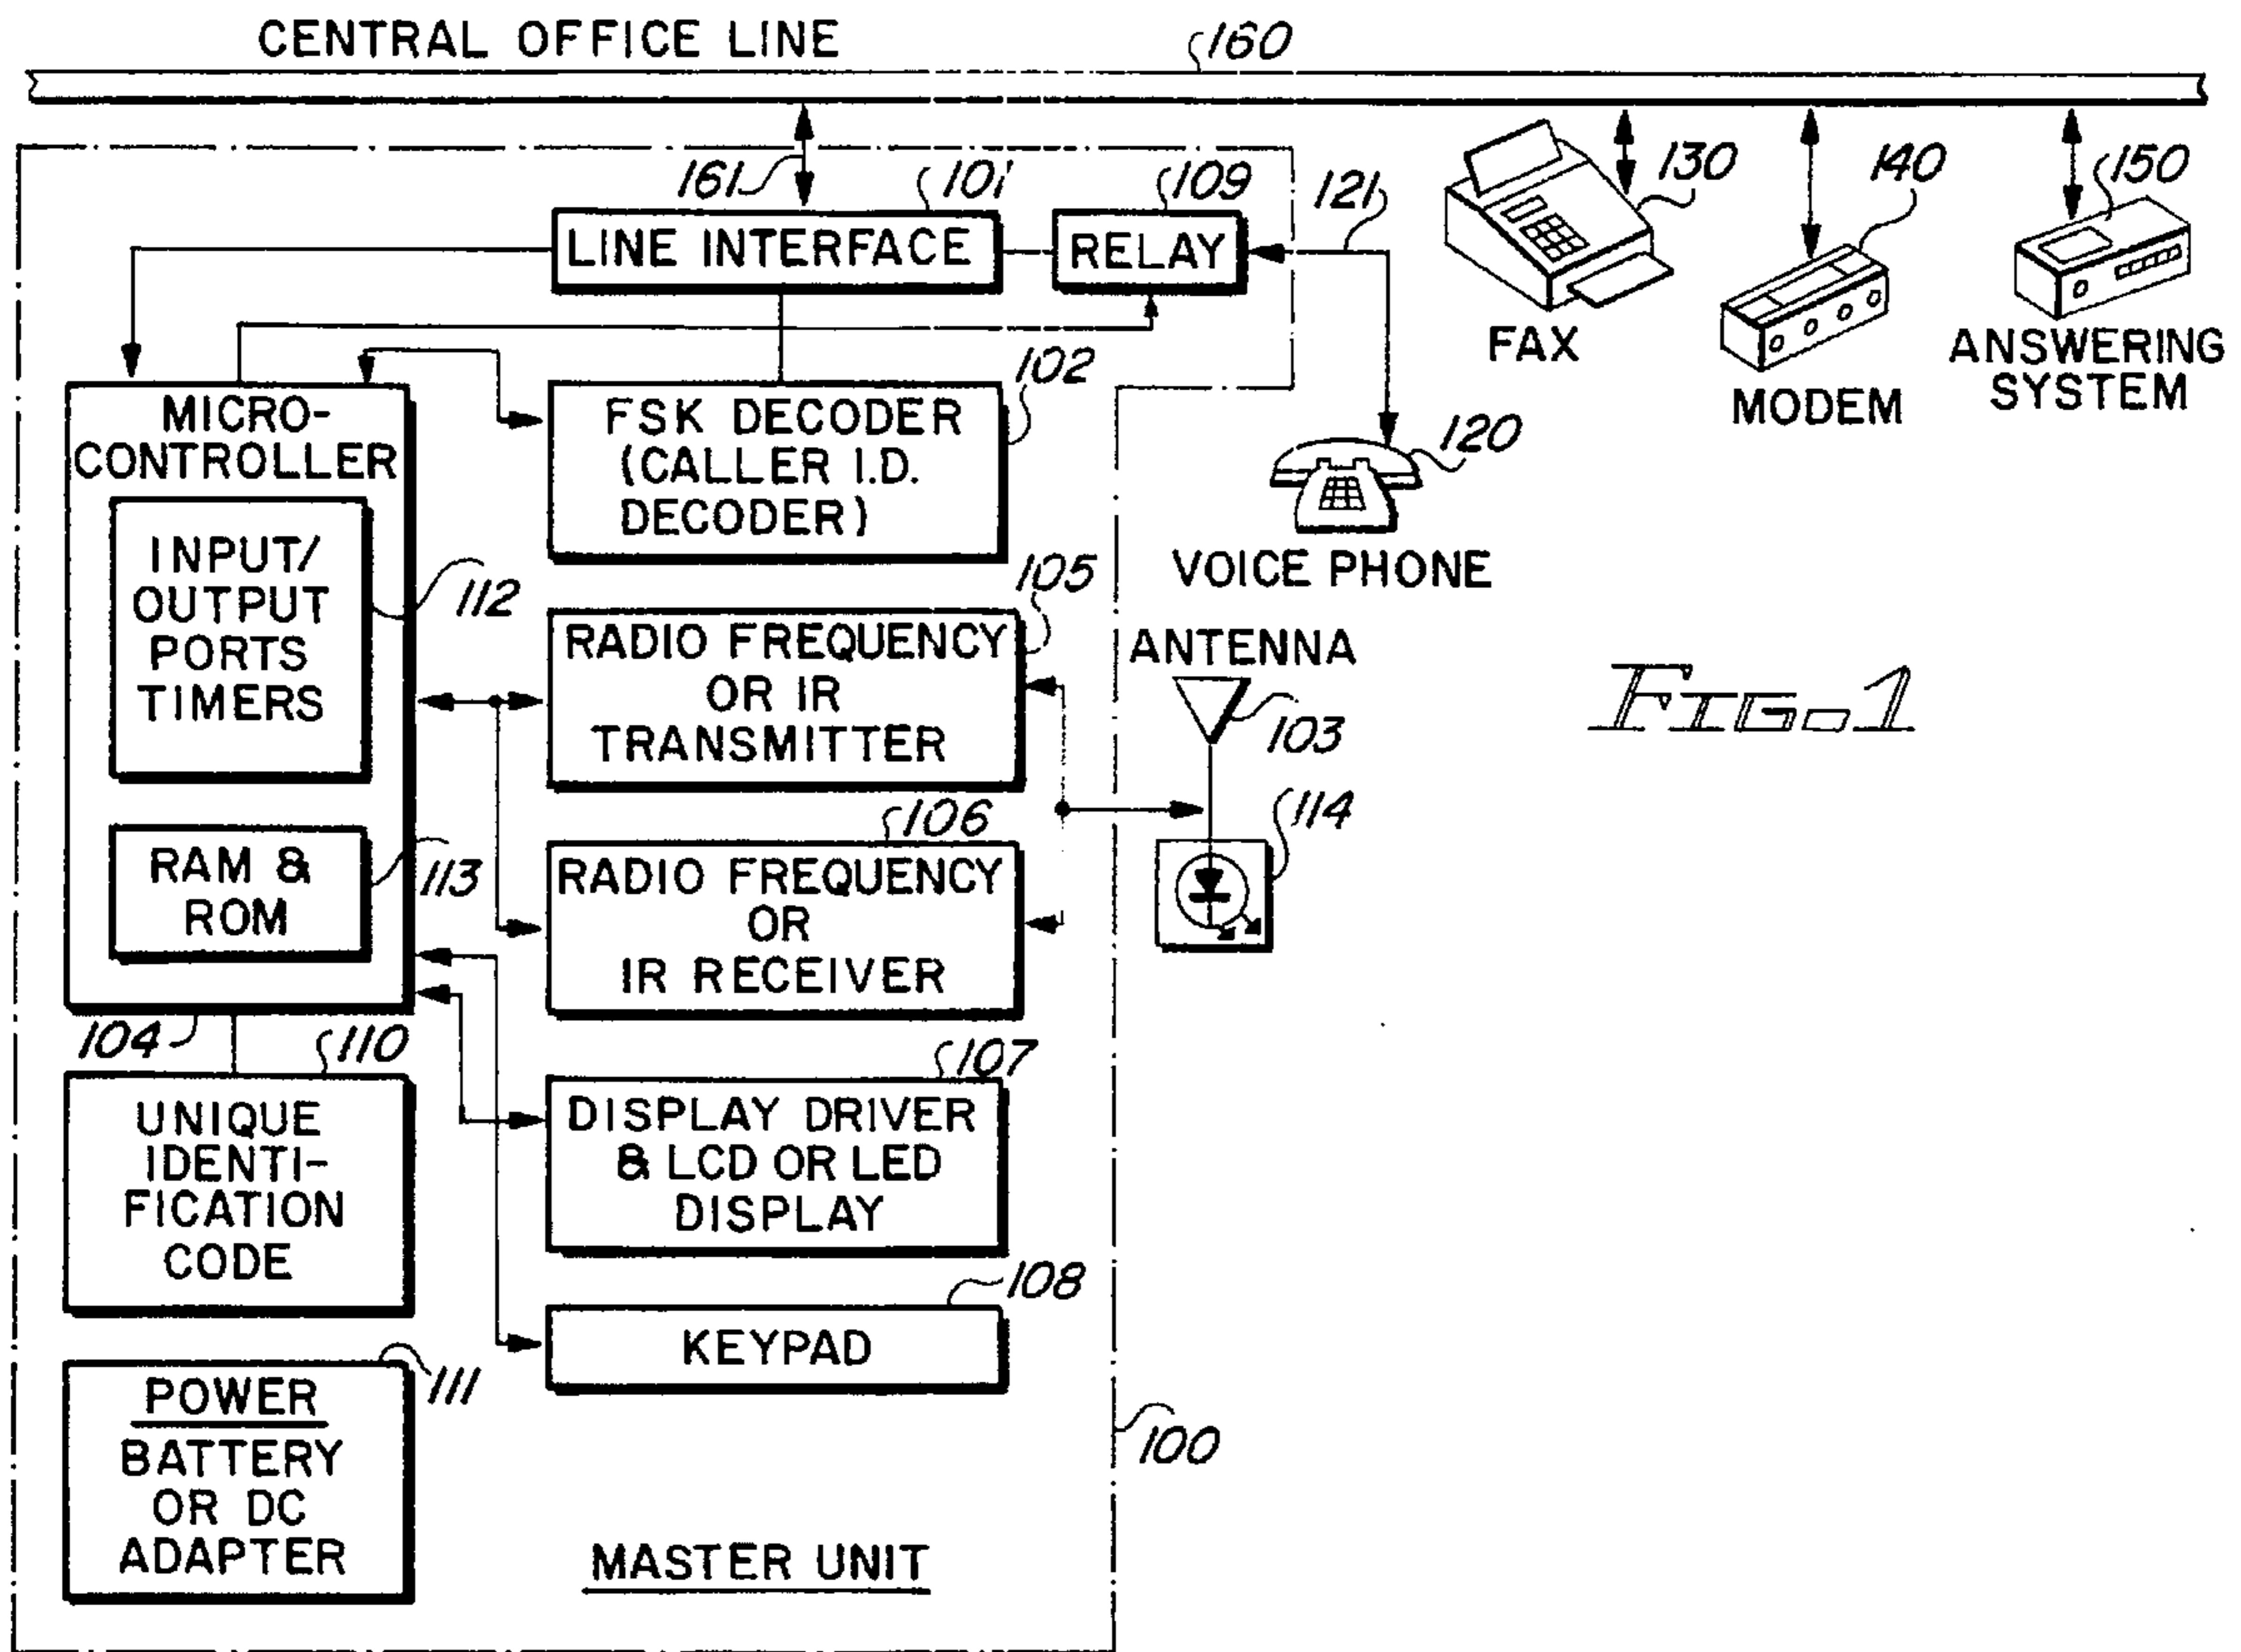 CENTRAL OFFICE LINE
160
161
101
109
121
130
140
150
LINE INTERFACE
RELAY
FAX
MODEM
ANSWERING
SYSTEM
102
MICRO-
CONTROLLER
FSK DECODER
(CALLER I.D.
DECODER)
120
VOICE PHONE
INPUT/
OUTPUT
PORTS
TIMERS
112
105
RADIO FREQUENCY
OR IR
TRANSMITTER
ANTENNA
103
FIG. 1
RAM &
ROM
113
106
RADIO FREQUENCY
OR
IR RECEIVER
114
104
110
107
UNIQUE
IDENTI-
FICATION
CODE
DISPLAY DRIVER
& LCD OR LED
DISPLAY
108
KEYPAD
111
POWER
BATTERY
OR DC
ADAPTER
100
MASTER UNIT